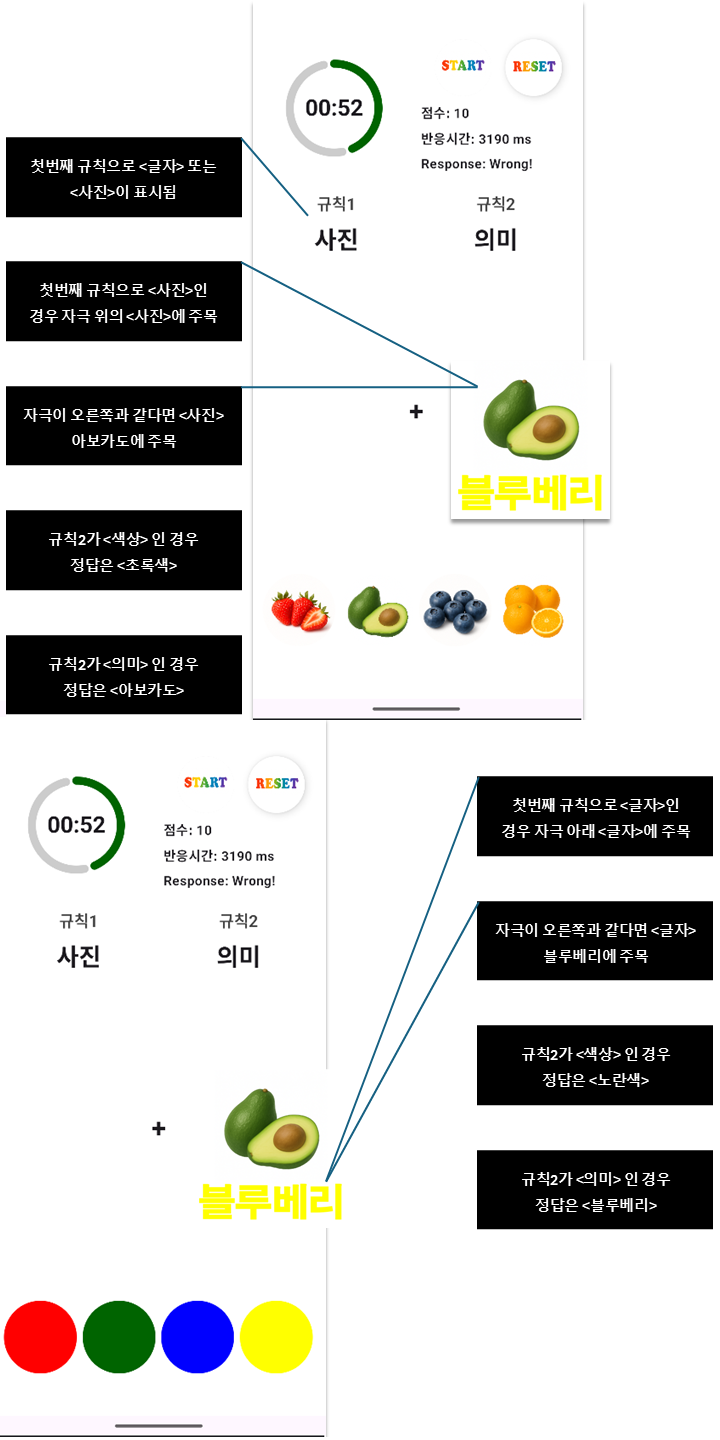 START
RESET
00:52
점수: 10
반응시간: 3190 ms
Response: Wrong!
첫번째 규칙으로 <글자> 또는
<사진>이 표시됨
규칙1
규칙2
사진
의미
첫번째 규칙으로 <사진>인
경우 자극 위의 <사진>에 주목
자극이 오른쪽과 같다면 <사진>
아보카도에 주목
+
블루베리
규칙2가 <색상> 인 경우
정답은 <초록색>
규칙2가 <의미> 인 경우
정답은 <아보카도>
START
RESET
00:52
점수: 10
반응시간: 3190 ms
Response: Wrong!
규칙1
규칙2
사진
의미
첫번째 규칙으로 <글자>인
경우 자극 아래 <글자>에 주목
자극이 오른쪽과 같다면 <글자>
블루베리에 주목
+
블루베리
규칙2가 <색상> 인 경우
정답은 <노란색>
규칙2가 <의미> 인 경우
정답은 <블루베리>